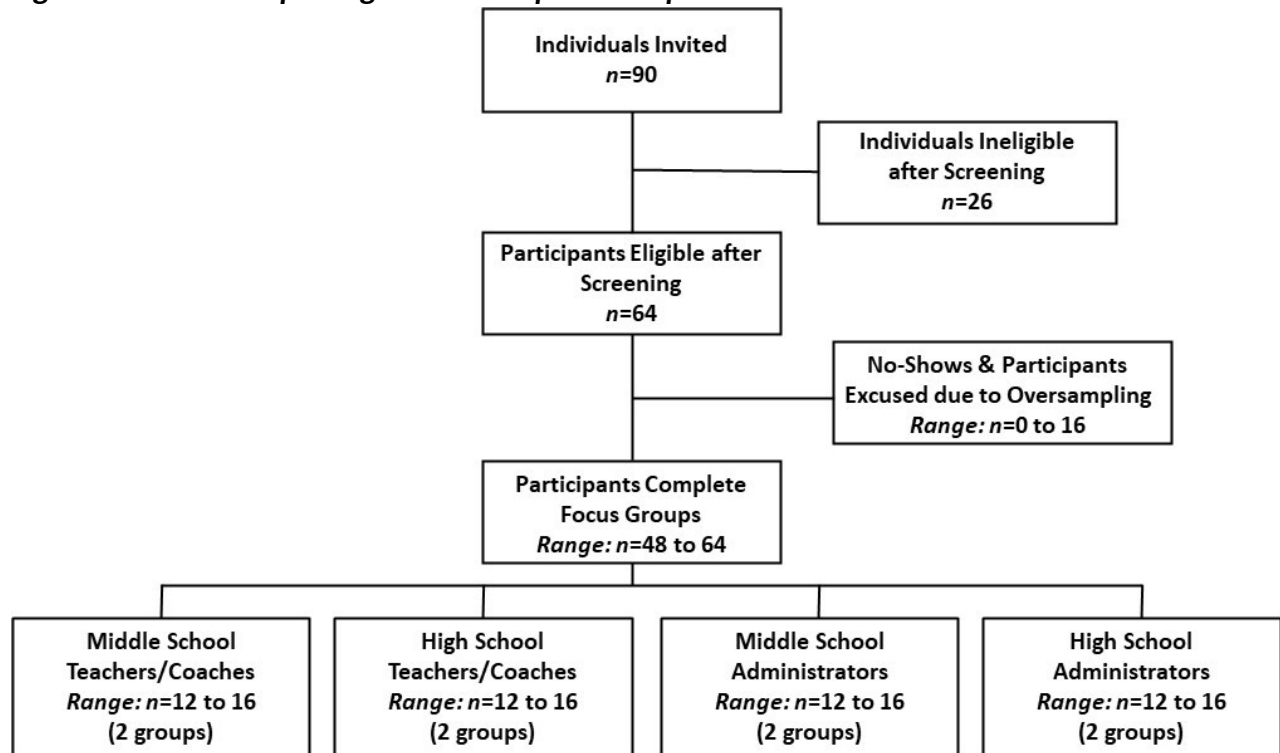 Individuals Invited
n=90
Individuals Ineligible
after Screening
n=26
Participants Eligible after
Screening
n=64
No-Shows & Participants
Excused due to Oversampling
Range: n=0 to 16
Participants Complete
Focus Groups
Range: n=48 to 64
Middle School
Teachers/Coaches
Range: n=12 to 16
(2 groups)
High School
Teachers/Coaches
Range: n=12 to 16
(2 groups)
Middle School
Administrators
Range: n=12 to 16
(2 groups)
High School
Administrators
Range: n=12 to 16
(2 groups)